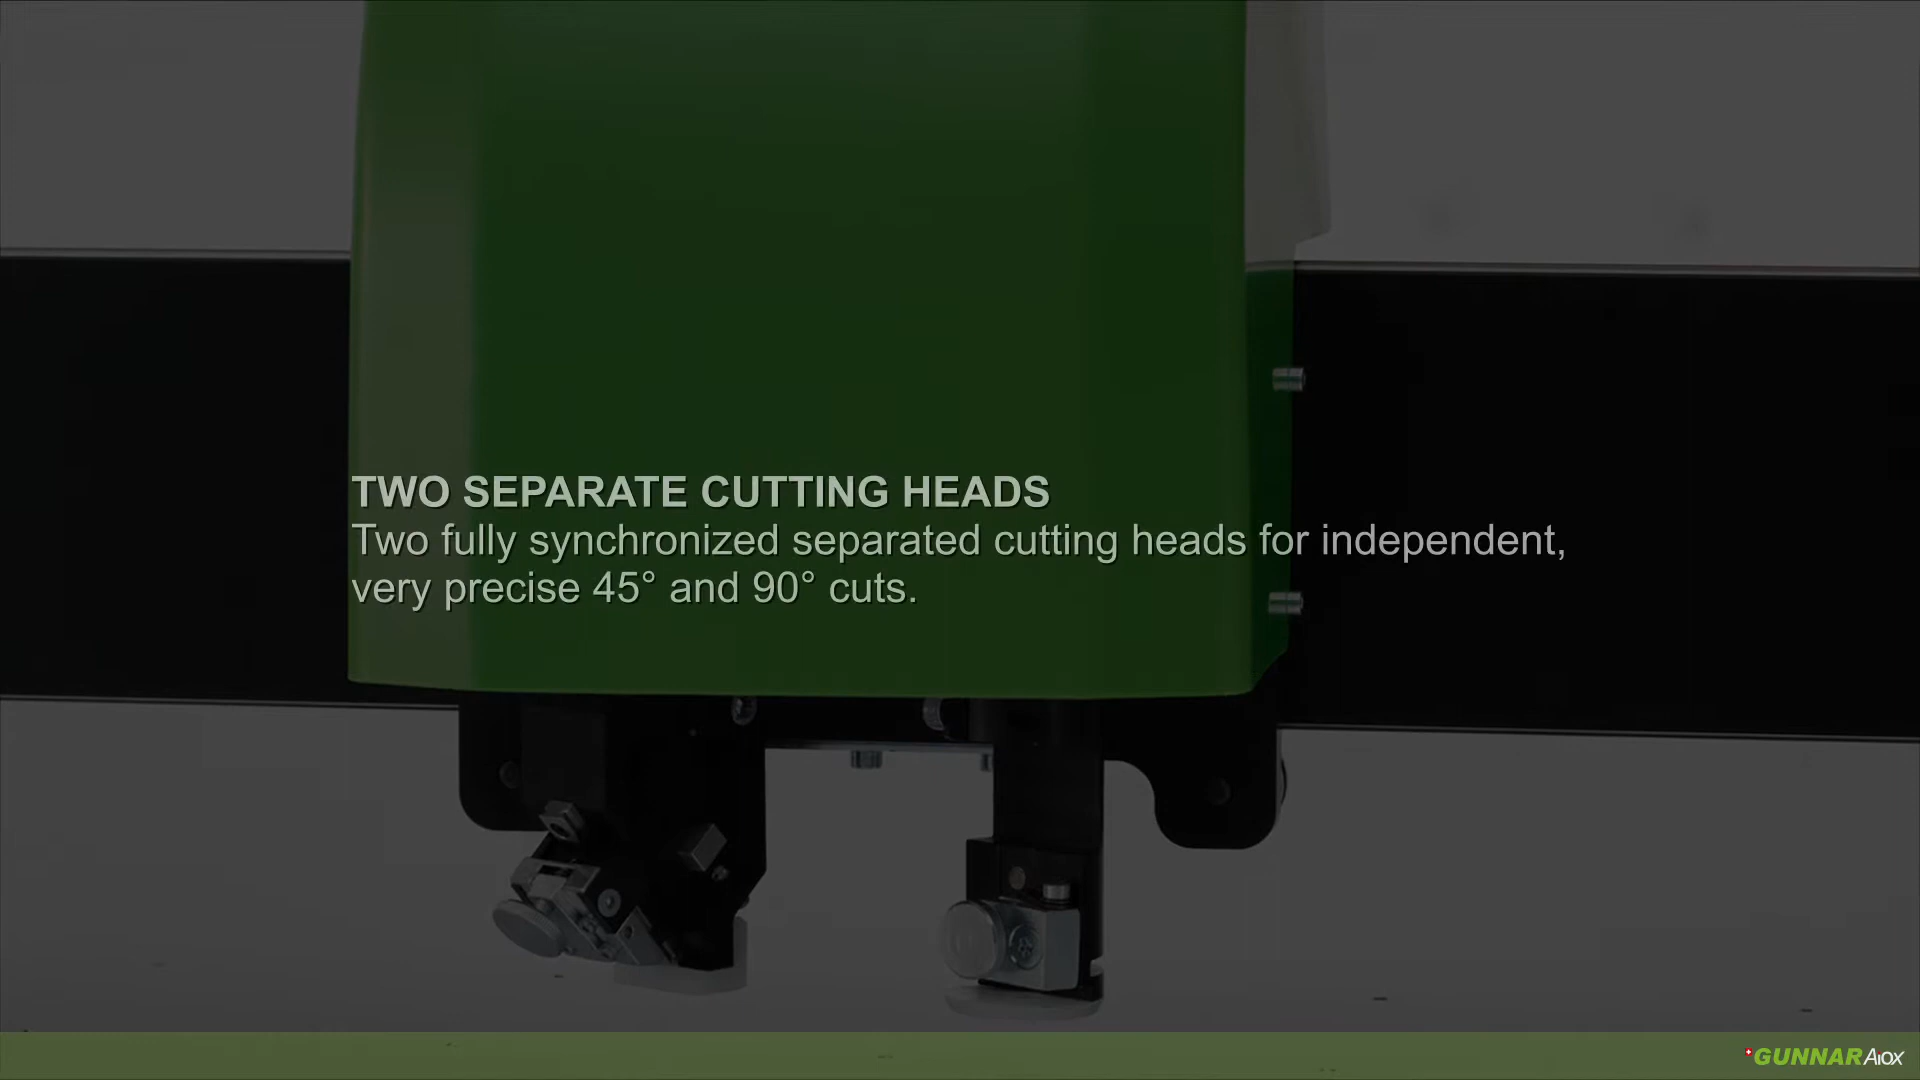 TWO SEPARATE CUTTING HEADS
Two fully synchronized separated cutting heads for independent,
very precise 45° and 90° cuts.
GUNNAR AiOX